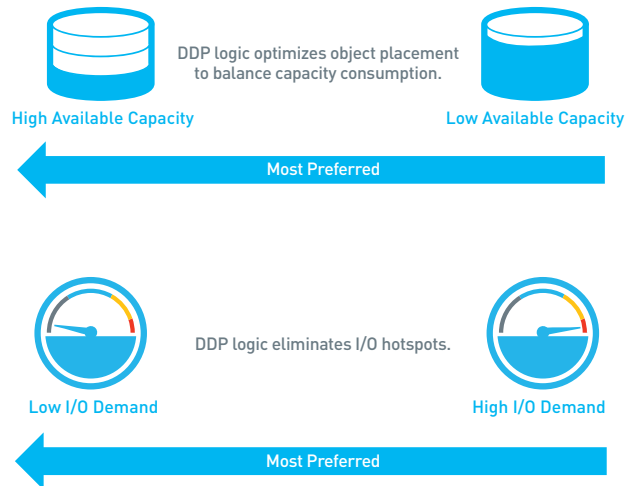 DDP logic optimizes object placement
to balance capacity consumption.
High Available Capacity
Low Available Capacity
Most Preferred
DDP logic eliminates I/O hotspots.
Low I/O Demand
High I/O Demand
Most Preferred